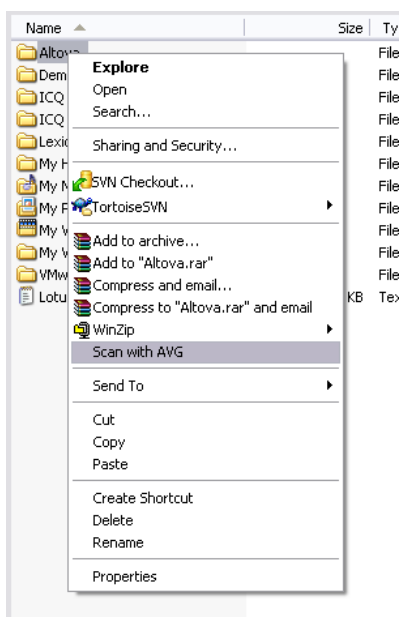 Name Size Ty
Altova File
Dem File
ICQ File
ICQ File
Lexic File
My H File
My M File
My P File
My V File
My V File
VMw File
Lotu KB Tex
Explore
Open
Search...
Sharing and Security...
SVN Checkout...
TortoiseSVN
Add to archive...
Add to "Altova.rar"
Compress and email...
Compress to "Altova.rar" and email
WinZip
Scan with AVG
Send To
Cut
Copy
Paste
Create Shortcut
Delete
Rename
Properties